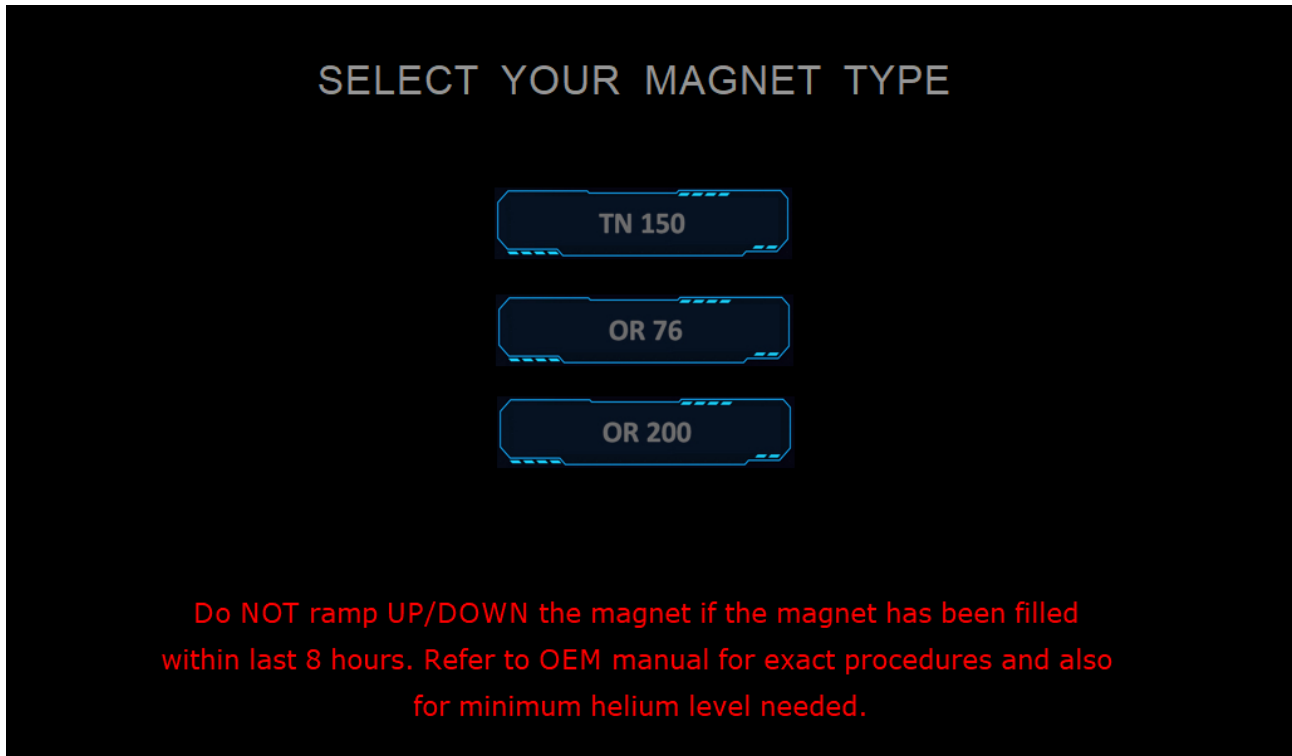 SELECT YOUR MAGNET TYPE
TN 150
OR 76
OR 200
Do NOT ramp UP/DOWN the magnet if the magnet has been filled
within last 8 hours. Refer to OEM manual for exact procedures and also
for minimum helium level needed.